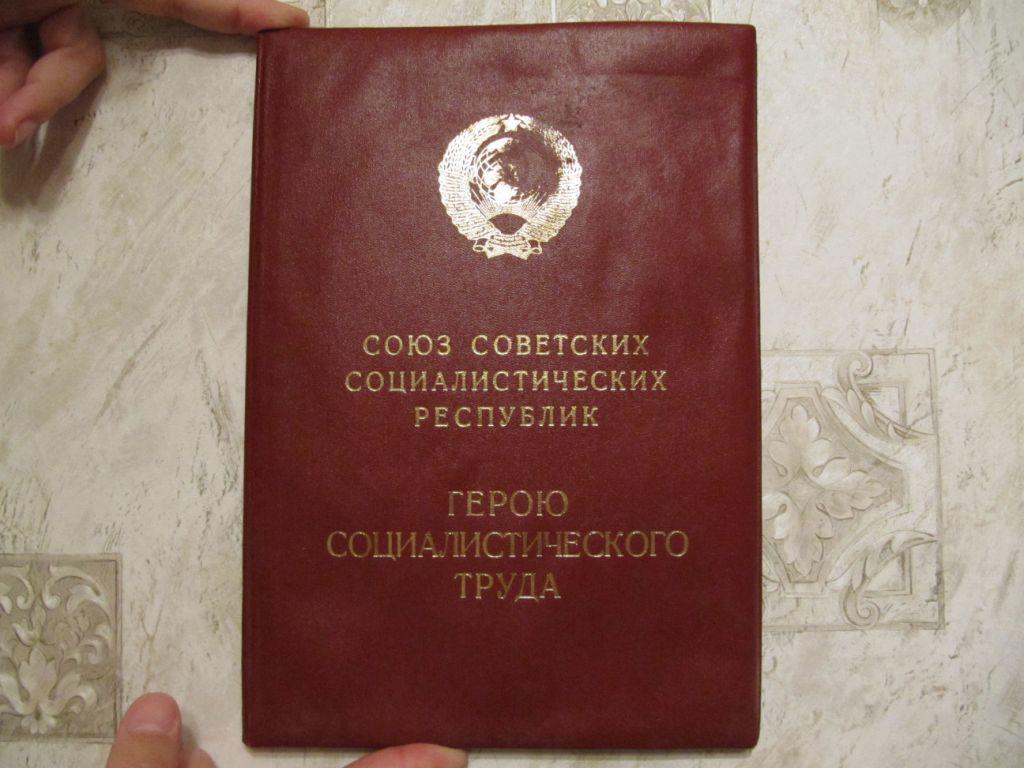 СОЮЗ СОВЕТСКИХ
СОЦИАЛИСТИЧЕСКИХ
РЕСПУБЛИК
ГЕРОЮ
СОЦИАЛИСТИЧЕСКОГО
ТРУДА